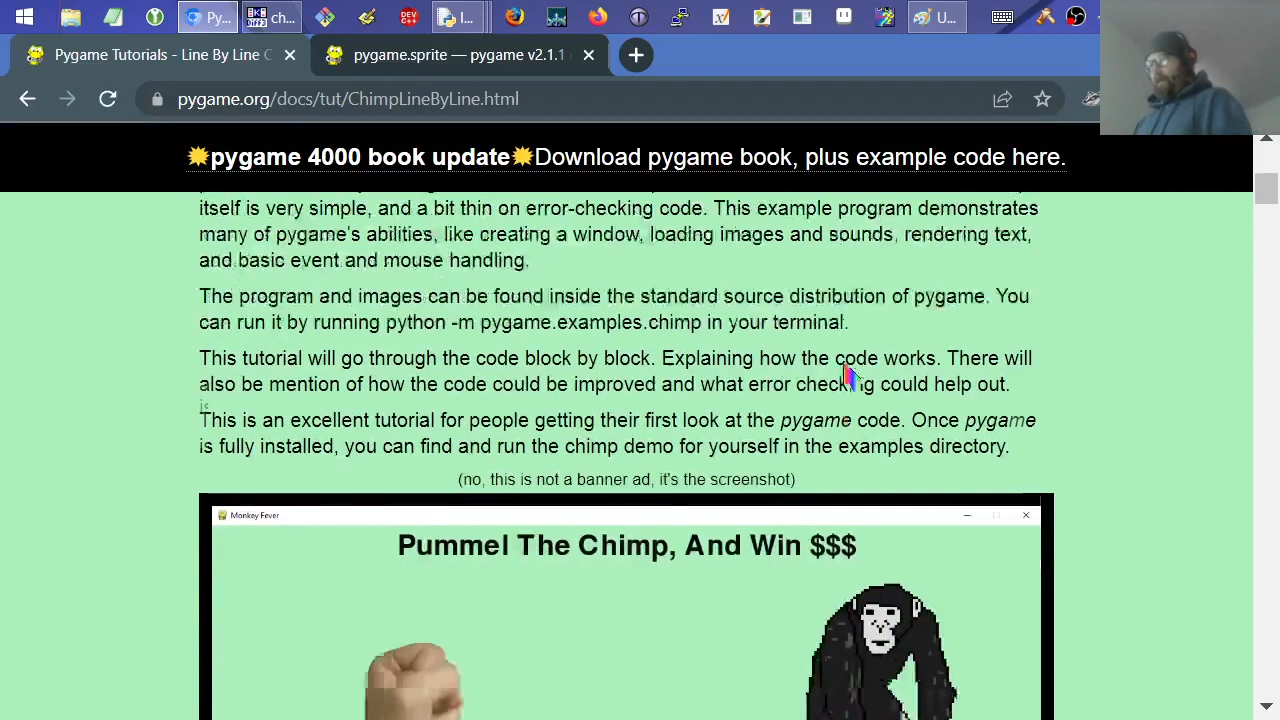 Py
ch
I...
U...
Pygame Tutorials - Line By Line C
pygame.sprite — pygame v2.1.1
pygame.org/docs/tut/ChimpLineByLine.html
pygame 4000 book update Download pygame book, plus example code here.
itself is very simple, and a bit thin on error-checking code. This example program demonstrates
many of pygame's abilities, like creating a window, loading images and sounds, rendering text,
and basic event and mouse handling.
The program and images can be found inside the standard source distribution of pygame. You
can run it by running python -m pygame.examples.chimp in your terminal.
This tutorial will go through the code block by block. Explaining how the code works. There will
also be mention of how the code could be improved and what error checking could help out.
This is an excellent tutorial for people getting their first look at the pygame code. Once pygame
is fully installed, you can find and run the chimp demo for yourself in the examples directory.
(no, this is not a banner ad, it's the screenshot)
Monkey Fever
Pummel The Chimp, And Win $$$